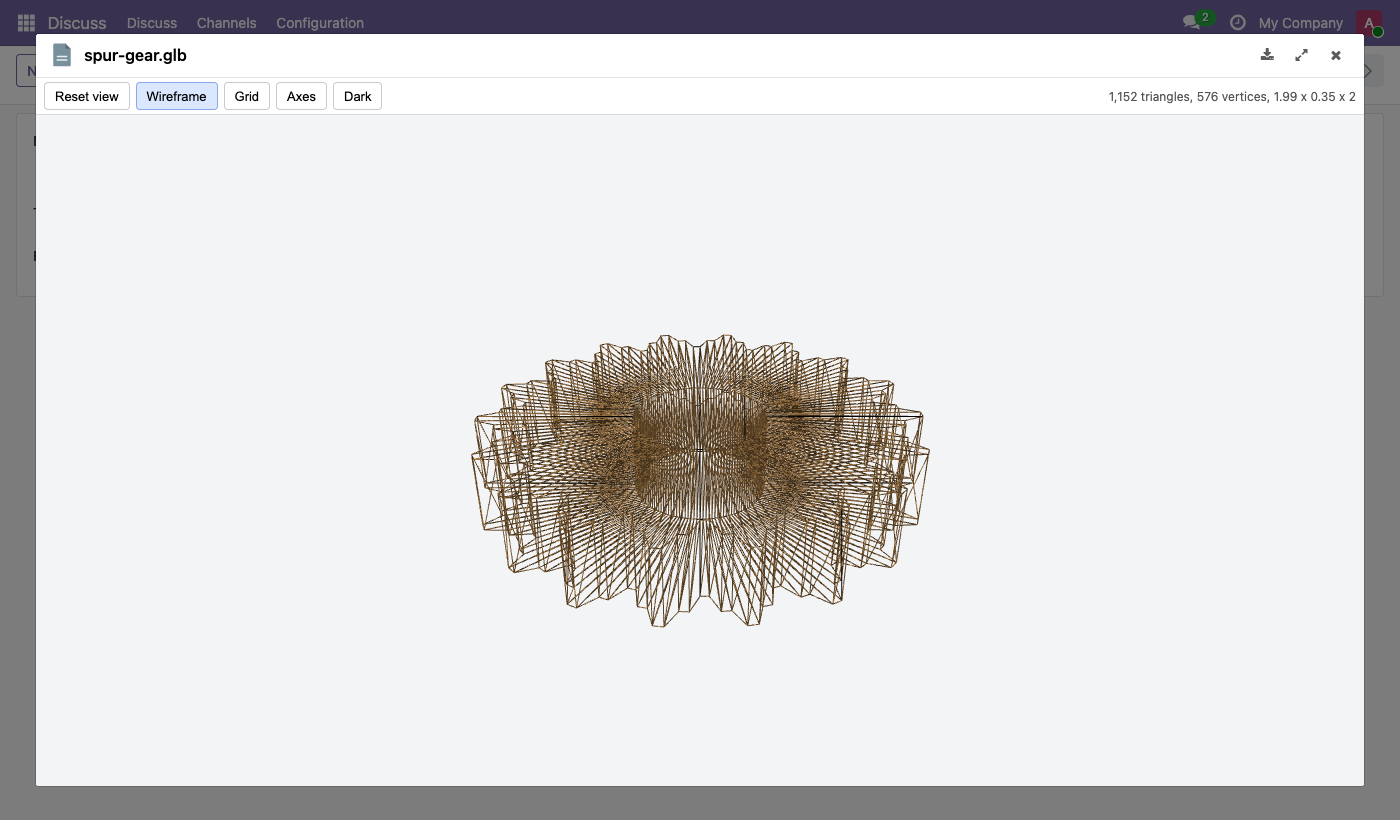 Discuss Discuss Channels Configuration 2 My Company A
spur-gear.glb
Reset view Wireframe Grid Axes Dark 1,152 triangles, 576 vertices, 1.99 x 0.35 x 2